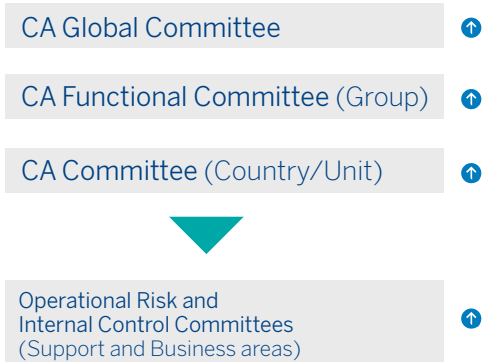 CA Global Committee
CA Functional Committee (Group)
CA Committee (Country/Unit)
Operational Risk and
Internal Control Committees
(Support and Business areas)